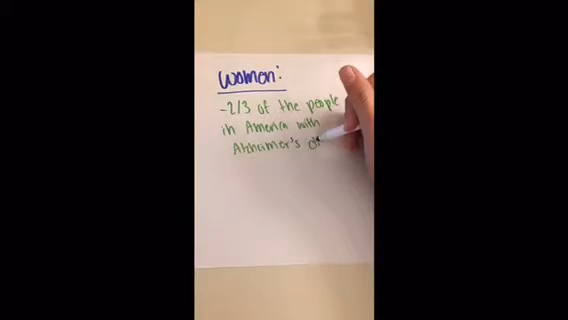 Women:
-2/3 of the people
in America with
Alzheimer's